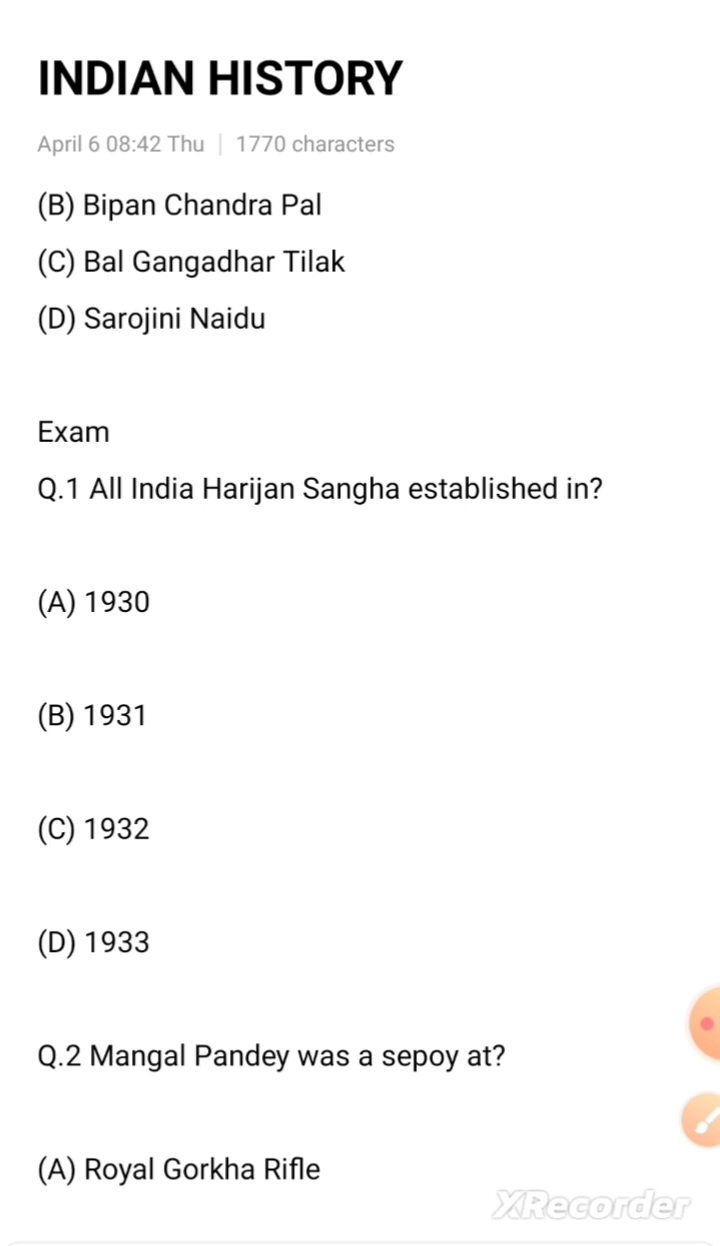 INDIAN HISTORY
April 6 08:42 Thu | 1770 characters
(B) Bipan Chandra Pal
(C) Bal Gangadhar Tilak
(D) Sarojini Naidu
Exam
Q.1 All India Harijan Sangha established in?
(A) 1930
(B) 1931
(C) 1932
(D) 1933
Q.2 Mangal Pandey was a sepoy at?
(A) Royal Gorkha Rifle
XRecorder